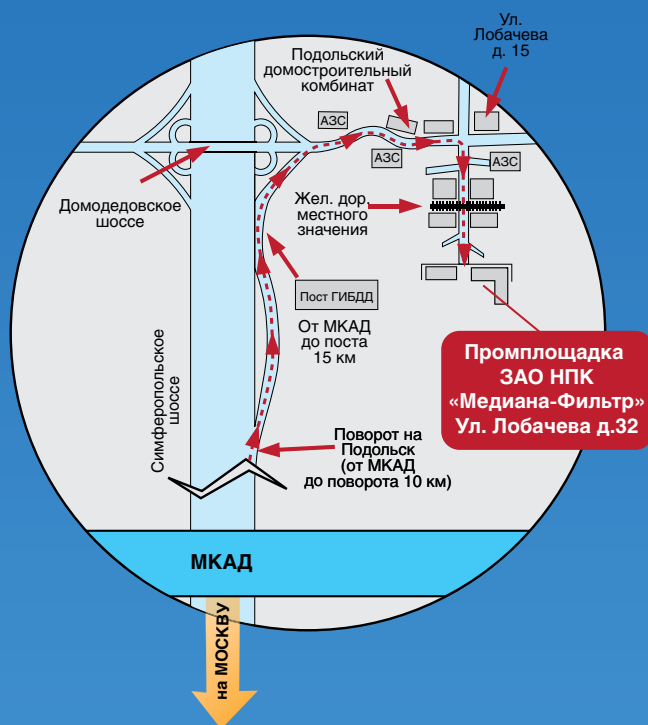 Ул.
Лобачева
д. 15
Подольский
домостроительный
комбинат
АЗС
АЗС
АЗС
Домодедовское
шоссе
Жел. дор.
местного
значения
Пост ГИБДД
От МКАД
до поста
15 км
Промплощадка
ЗАО НПК
«Медиана-Фильтр»
Ул. Лобачева д.32
Симферопольское
шоссе
Поворот на
Подольск
(от МКАД
до поворота 10 км)
МКАД
на МОСКВУ